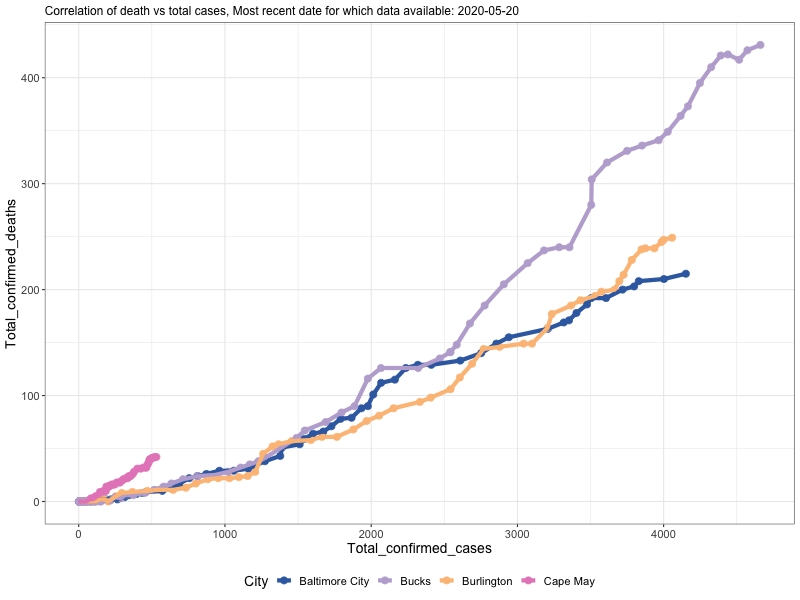 Correlation of death vs total cases, Most recent date for which data available: 2020-05-20
Total_confirmed_deaths
400
300
200
100
0
0 1000 2000 3000 4000
Total_confirmed_cases
City Baltimore City Bucks Burlington Cape May